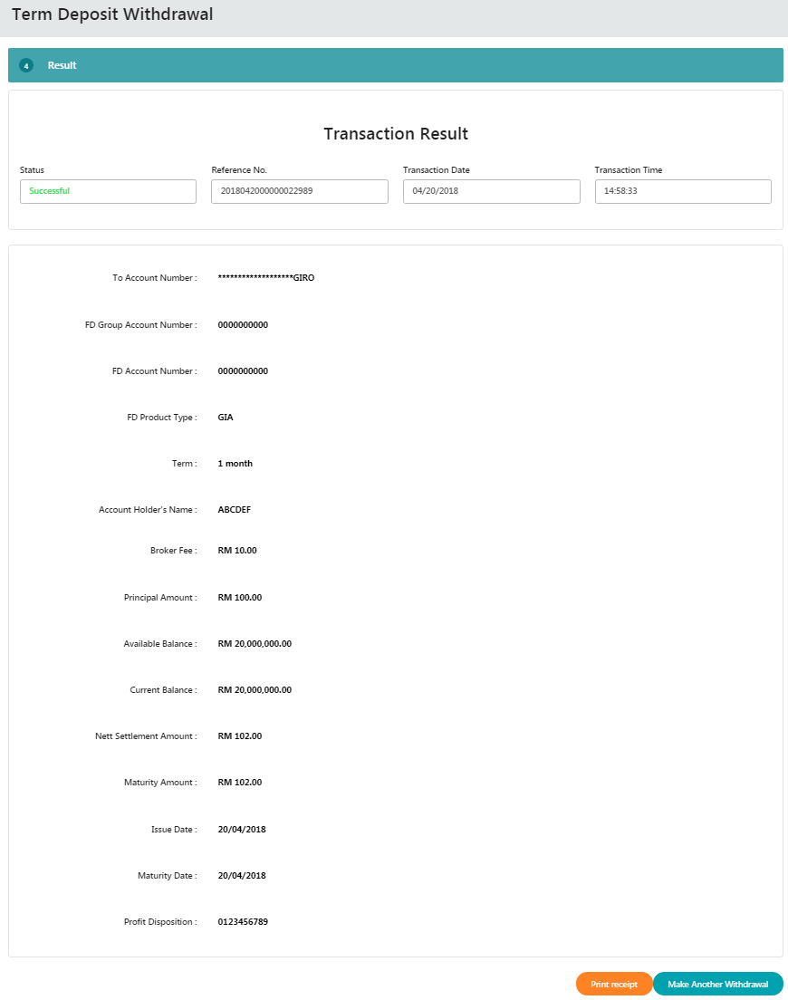 Term Deposit Withdrawal
4 Result
Transaction Result
Status Reference No. Transaction Date Transaction Time
Successful 2018042000000022989 04/20/2018 14:58:33
To Account Number : *******************GIRO
FD Group Account Number : 0000000000
FD Account Number : 0000000000
FD Product Type : GIA
Term : 1 month
Account Holder's Name : ABCDEF
Broker Fee : RM 10.00
Principal Amount : RM 100.00
Available Balance : RM 20,000,000.00
Current Balance : RM 20,000,000.00
Nett Settlement Amount : RM 102.00
Maturity Amount : RM 102.00
Issue Date : 20/04/2018
Maturity Date : 20/04/2018
Profit Disposition : 0123456789
Print receipt Make Another Withdrawal